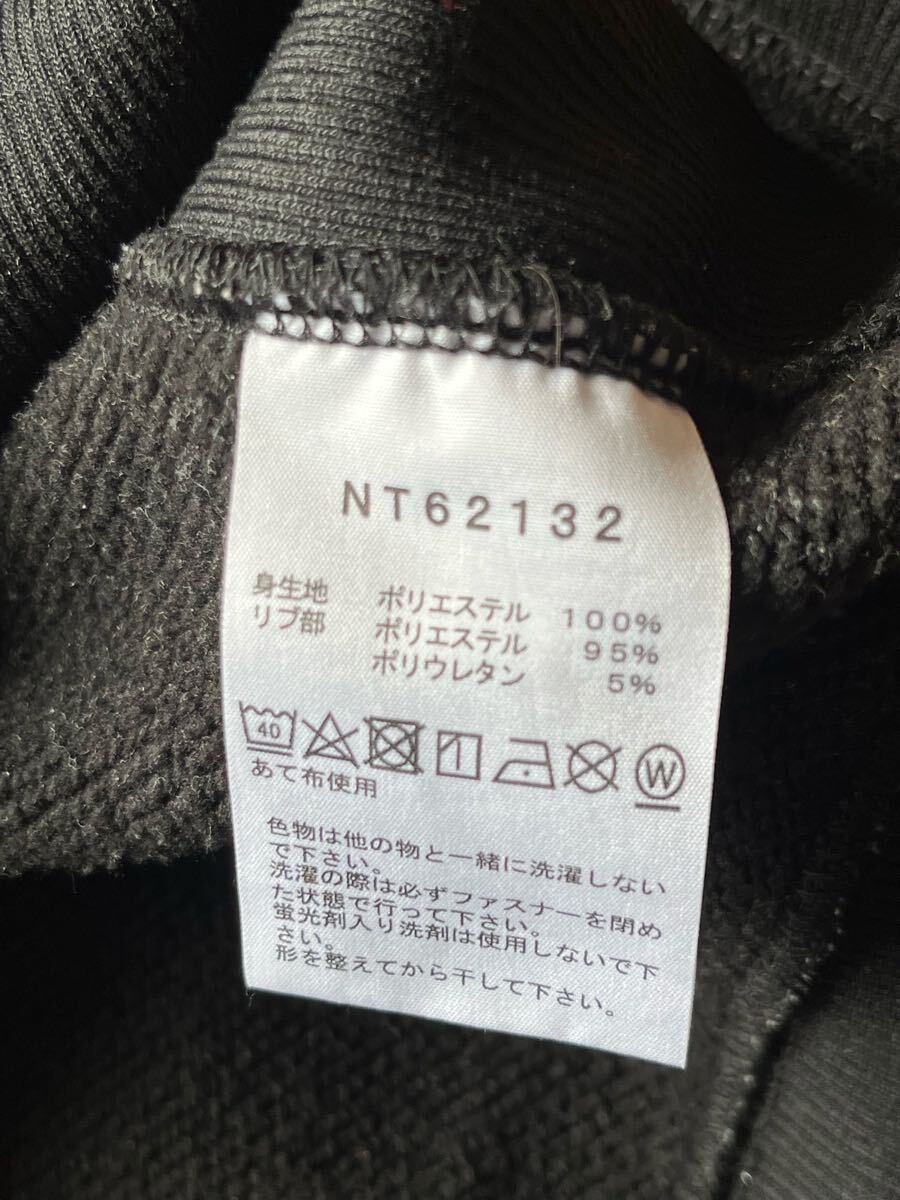 NT62132
身生地 ポリエステル 100%
リブ部 ポリエステル 95%
ポリウレタン 5%
40
W
あて布使用
色物は他の物と一緒に洗濯しない
で下さい。
洗濯の際は必ずファスナーを閉め
た状態で行って下さい。
蛍光剤入り洗剤は使用しないで下
さい。
形を整えてから干して下さい。